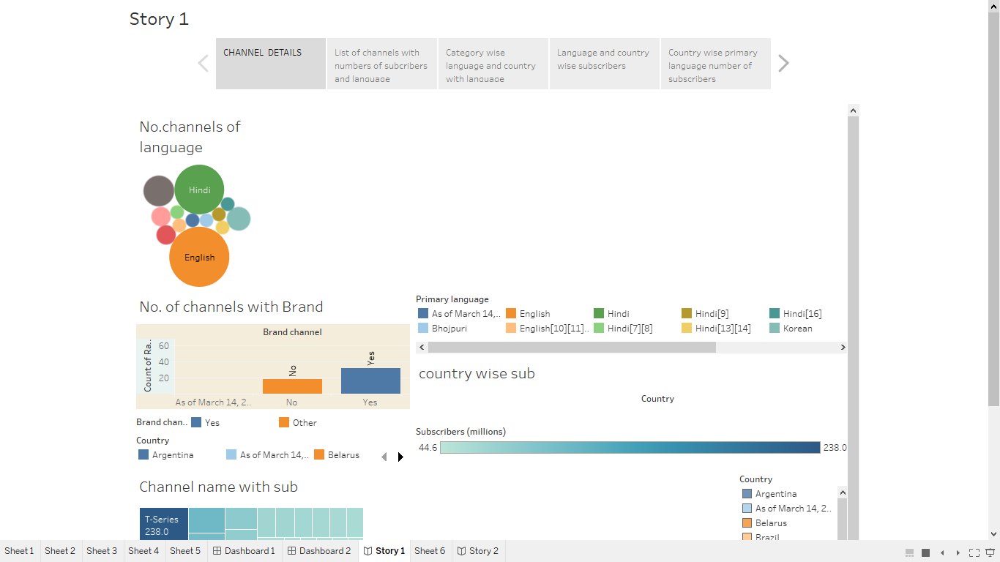 Story 1
CHANNEL DETAILS
List of channels with
numbers of subcribers
and language
Category wise
language and country
with language
Language and country
wise subscribers
Country wise primary
language number of
subscribers
No.channels of
language
Hindi
English
No. of channels with Brand
Brand channel
Count of Ra..
60
40
20
No
Yes
As of March 14, 2..
No
Yes
Brand chan..
Yes
Other
Country
Argentina
As of March 14,..
Belarus
Primary language
As of March 14,..
English
Hindi
Hindi[9]
Hindi[16]
Bhojpuri
English[10][11]..
Hindi[7][8]
Hindi[13][14]
Korean
country wise sub
Country
Subscribers (millions)
44.6
238.0
Channel name with sub
T-Series
238.0
Country
Argentina
As of March 14, 2..
Belarus
Brazil
Sheet 1
Sheet 2
Sheet 3
Sheet 4
Sheet 5
Dashboard 1
Dashboard 2
Story 1
Sheet 6
Story 2